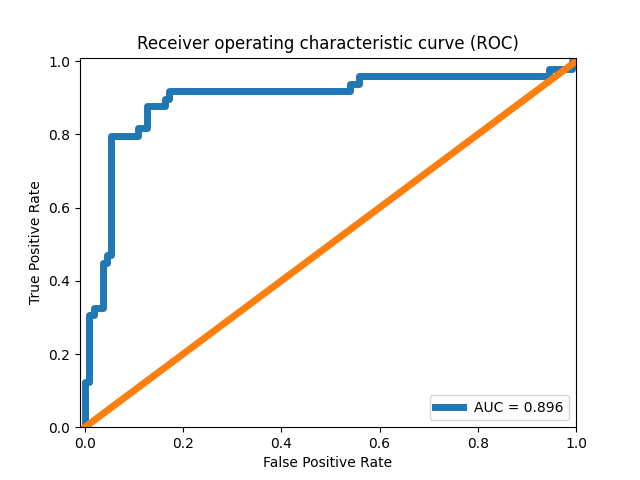 Receiver operating characteristic curve (ROC)
True Positive Rate
1.0
0.8
0.6
0.4
0.2
0.0
0.0 0.2 0.4 0.6 0.8 1.0
False Positive Rate
AUC = 0.896